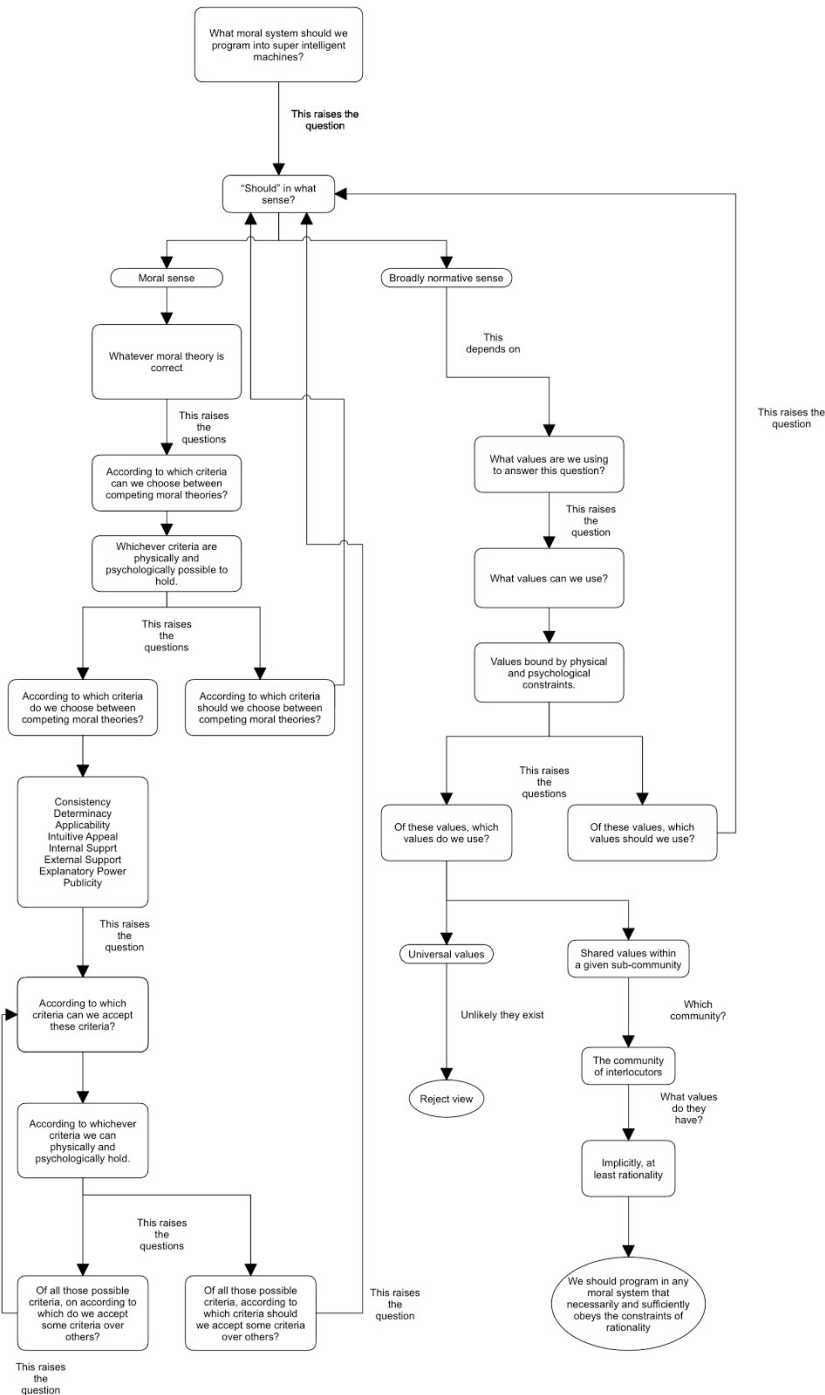 What moral system should we
program into super intelligent
machines?
This raises the
question
"Should" in what
sense?
Moral sense
Broadly normative sense
Whatever moral theory is
correct
This
depends on
This raises
the
questions
This raises the
question
What values are we using
to answer this question?
According to which criteria
can we choose between
competing moral theories?
This raises
the
question
Whichever criteria are
physically and
psychologically possible to
hold.
What values can we use?
This raises
the
questions
Values bound by physical
and psychological
constraints.
According to which criteria
do we choose between
competing moral theories?
According to which criteria
should we choose between
competing moral theories?
This raises
the
questions
Consistency
Determinacy
Applicability
Intuitive Appeal
Internal Supprt
External Support
Explanatory Power
Publicity
Of these values, which
values do we use?
Of these values, which
values should we use?
This raises
the
question
Universal values
Shared values within
a given sub-community
According to which
criteria can we accept
these criteria?
Unlikely they exist
Which
community?
The community
of interlocutors
Reject view
What values
do they
have?
According to whichever
criteria we can
physically and
psychologically hold.
Implicitly, at
least rationality
This raises
the
questions
Of all those possible
criteria, on according to
which do we accept
some criteria over
others?
Of all those possible
criteria, according to
which criteria should
we accept some criteria
over others?
This raises
the
question
We should program in any
moral system that
necessarily and sufficiently
obeys the constraints of
rationality
This raises
the
question